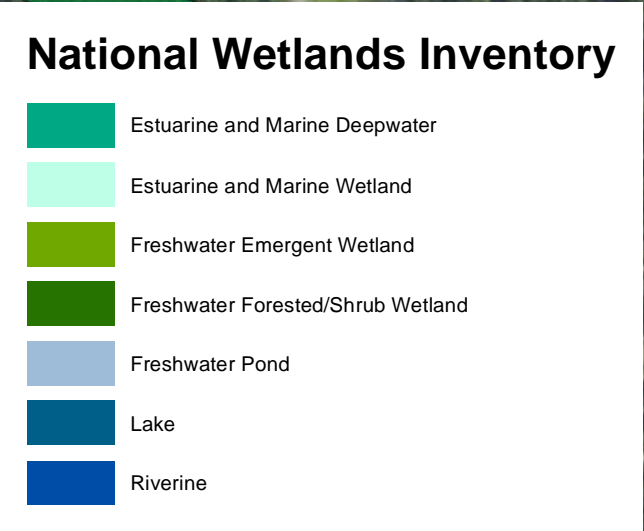 National Wetlands Inventory
Estuarine and Marine Deepwater
Estuarine and Marine Wetland
Freshwater Emergent Wetland
Freshwater Forested/Shrub Wetland
Freshwater Pond
Lake
Riverine